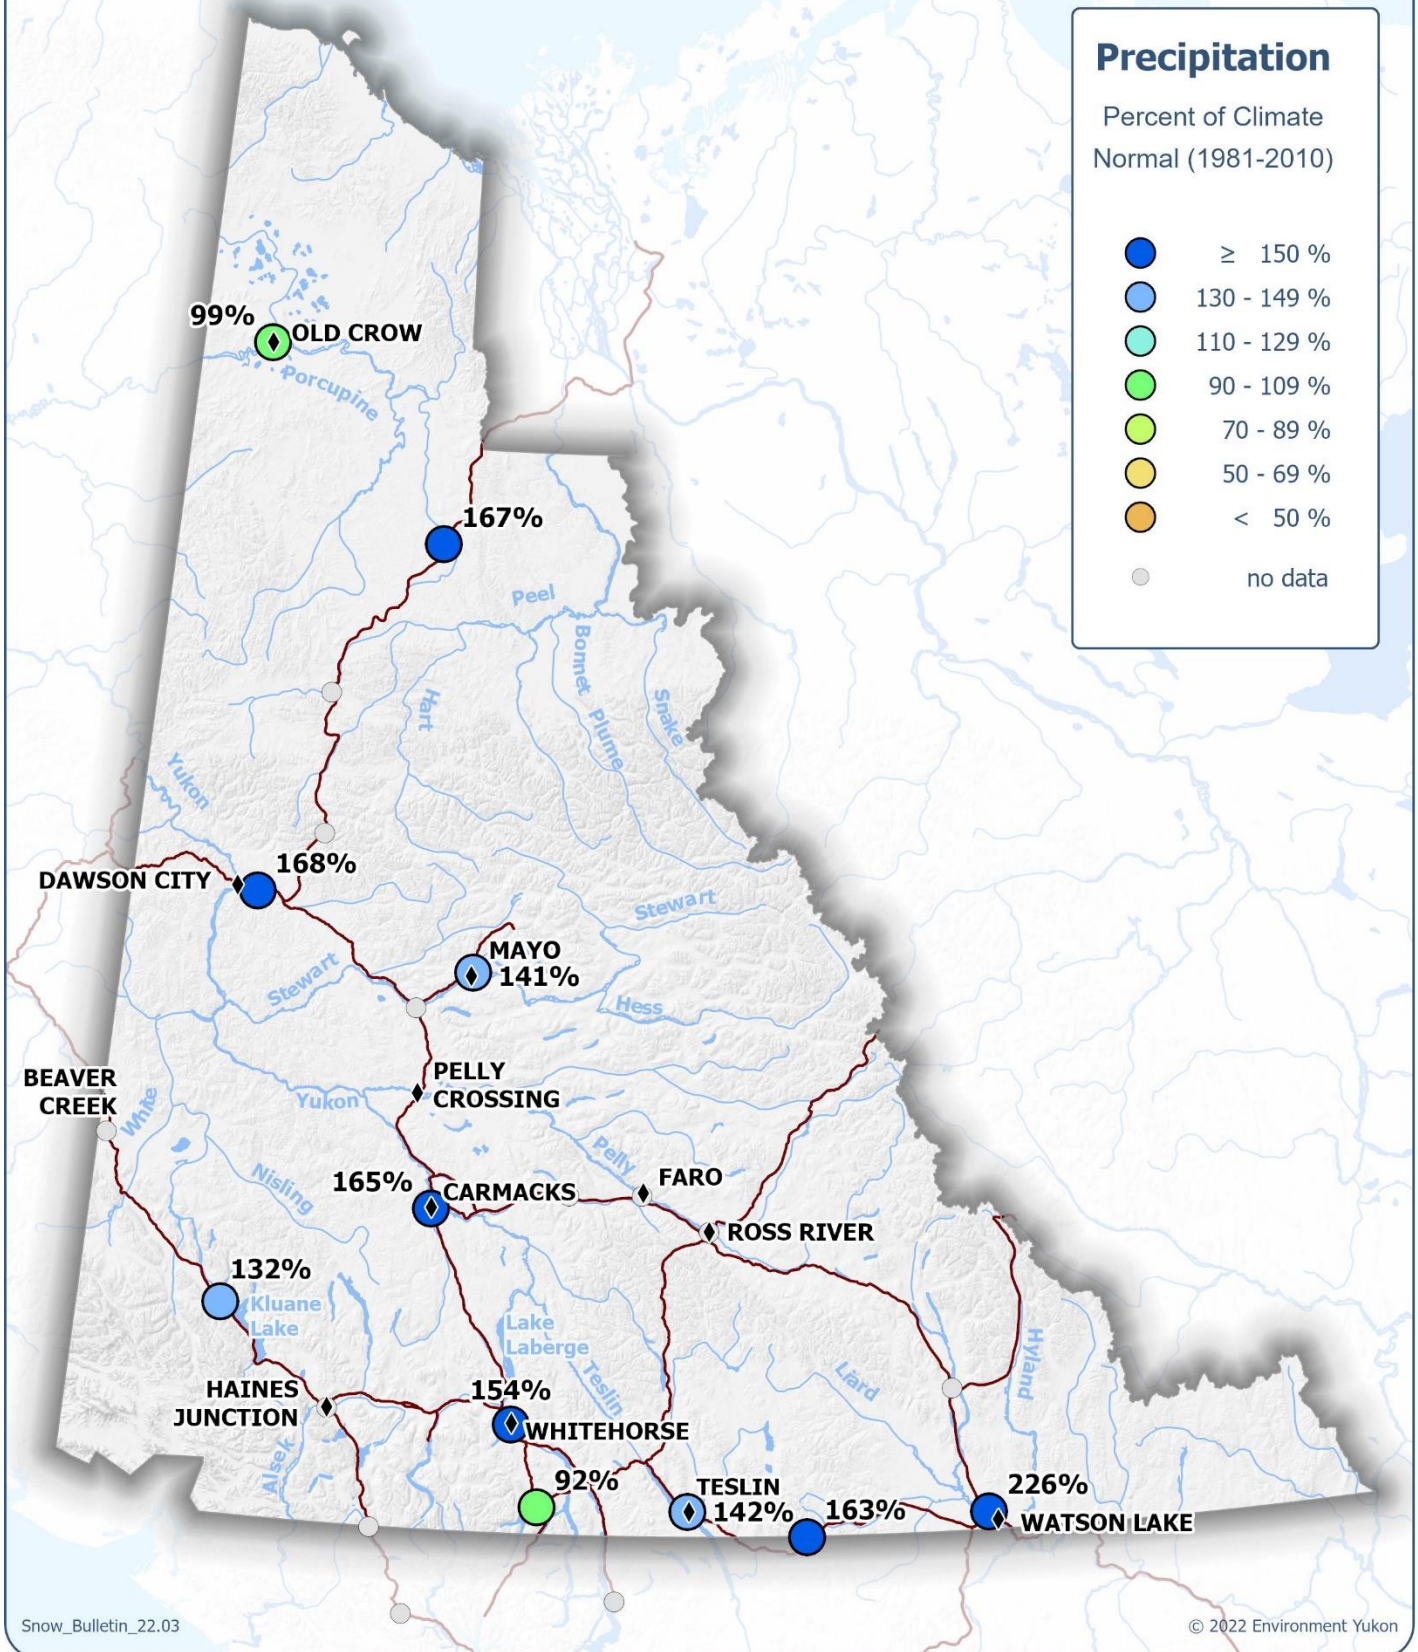 Precipitation
Percent of Climate
Normal (1981-2010)
≥ 150 %
130 - 149 %
110 - 129 %
90 - 109 %
70 - 89 %
50 - 69 %
< 50 %
no data
99%
OLD CROW
Porcupine
167%
Peel
Bonnet Plume
Snake
Hart
Yukon
168%
DAWSON CITY
Stewart
MAYO
141%
Stewart
Hess
BEAVER
CREEK
White
PELLY
CROSSING
Yukon
Pelly
Nisling
165%
CARMACKS
FARO
ROSS RIVER
132%
Kluane
Lake
Lake
Laberge
Teslin
Liard
Hyland
HAINES
JUNCTION
154%
WHITEHORSE
Alsek
92%
TESLIN
142%
163%
226%
WATSON LAKE
Snow_Bulletin_22.03
© 2022 Environment Yukon